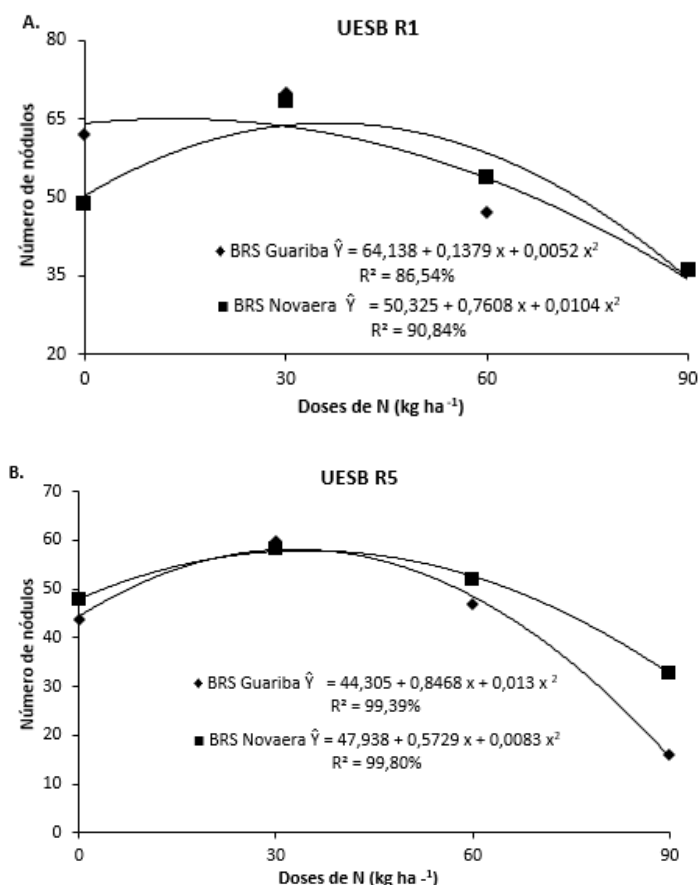 A.
UESB R1
80
65
50
35
20
Número de nódulos
◆ BRS Guariba Ŷ = 64,138 + 0,1379 x + 0,0052 x²
R² = 86,54%
■ BRS Novaera Ŷ = 50,325 + 0,7608 x + 0,0104 x²
R² = 90,84%
0 30 60 90
Doses de N (kg ha ⁻¹)
B.
UESB R5
70
60
50
40
30
20
10
0
Número de nódulos
◆ BRS Guariba Ŷ = 44,305 + 0,8468 x + 0,013 x ²
R² = 99,39%
■ BRS Novaera Ŷ = 47,938 + 0,5729 x + 0,0083 x²
R² = 99,80%
0 30 60 90
Doses de N (kg ha ⁻¹)